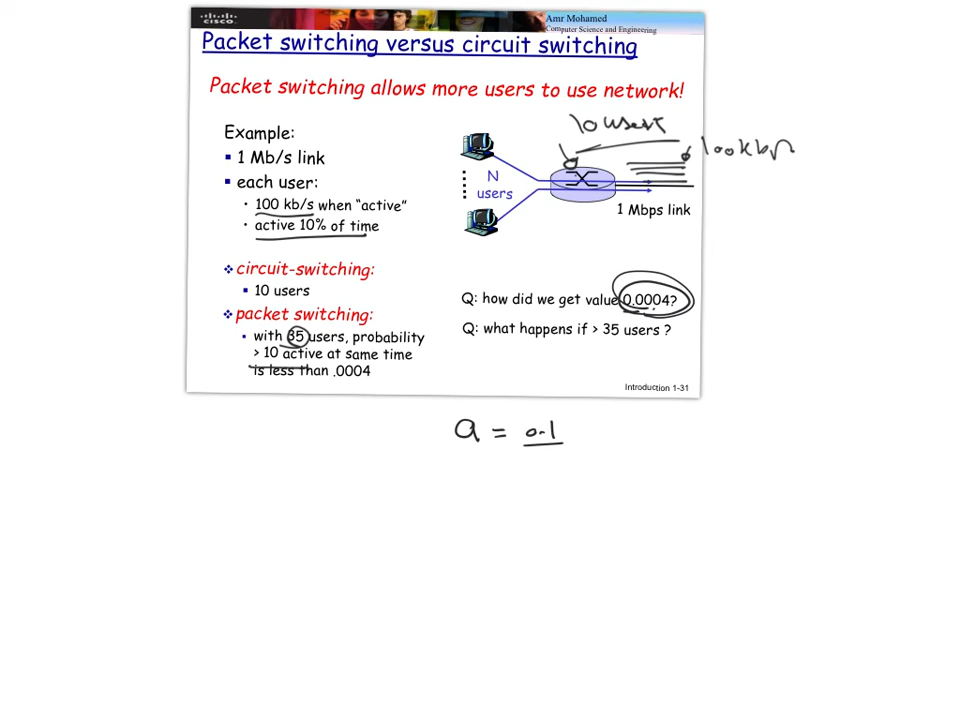 CISCO
Amr Mohamed
Computer Science and Engineering
Packet switching versus circuit switching
Packet switching allows more users to use network!
Example:
1 Mb/s link
each user:
100 kb/s when "active"
active 10% of time
circuit-switching:
10 users
packet switching:
with 35 users, probability
> 10 active at same time
is less than .0004
10 users
100kbps
N
users
1 Mbps link
Q: how did we get value 0.0004?
Q: what happens if > 35 users ?
Introduction 1-31
a = 0.1